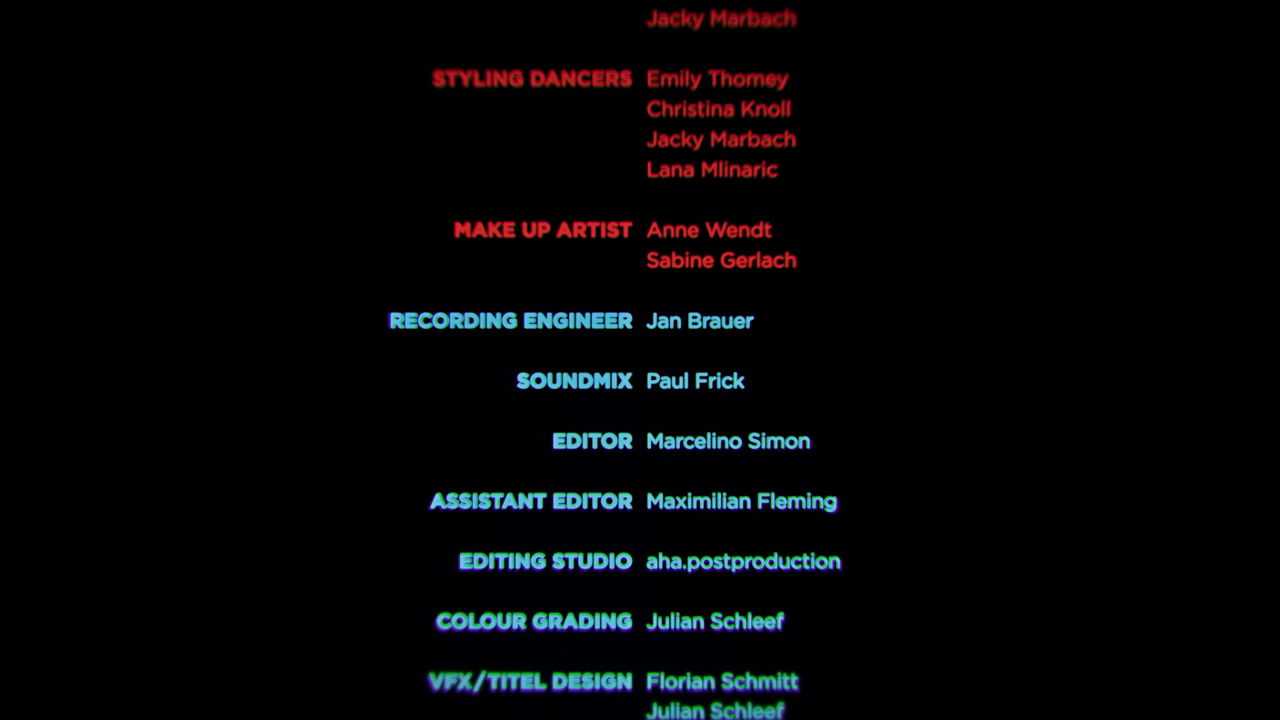 Jacky Marbach
STYLING DANCERS Emily Thomey
Christina Knoll
Jacky Marbach
Lana Mlinaric
MAKE UP ARTIST Anne Wendt
Sabine Gerlach
RECORDING ENGINEER Jan Brauer
SOUNDMIX Paul Frick
EDITOR Marcelino Simon
ASSISTANT EDITOR Maximilian Fleming
EDITING STUDIO aha.postproduction
COLOUR GRADING Julian Schleef
VFX/TITEL DESIGN Florian Schmitt
Julian Schleef